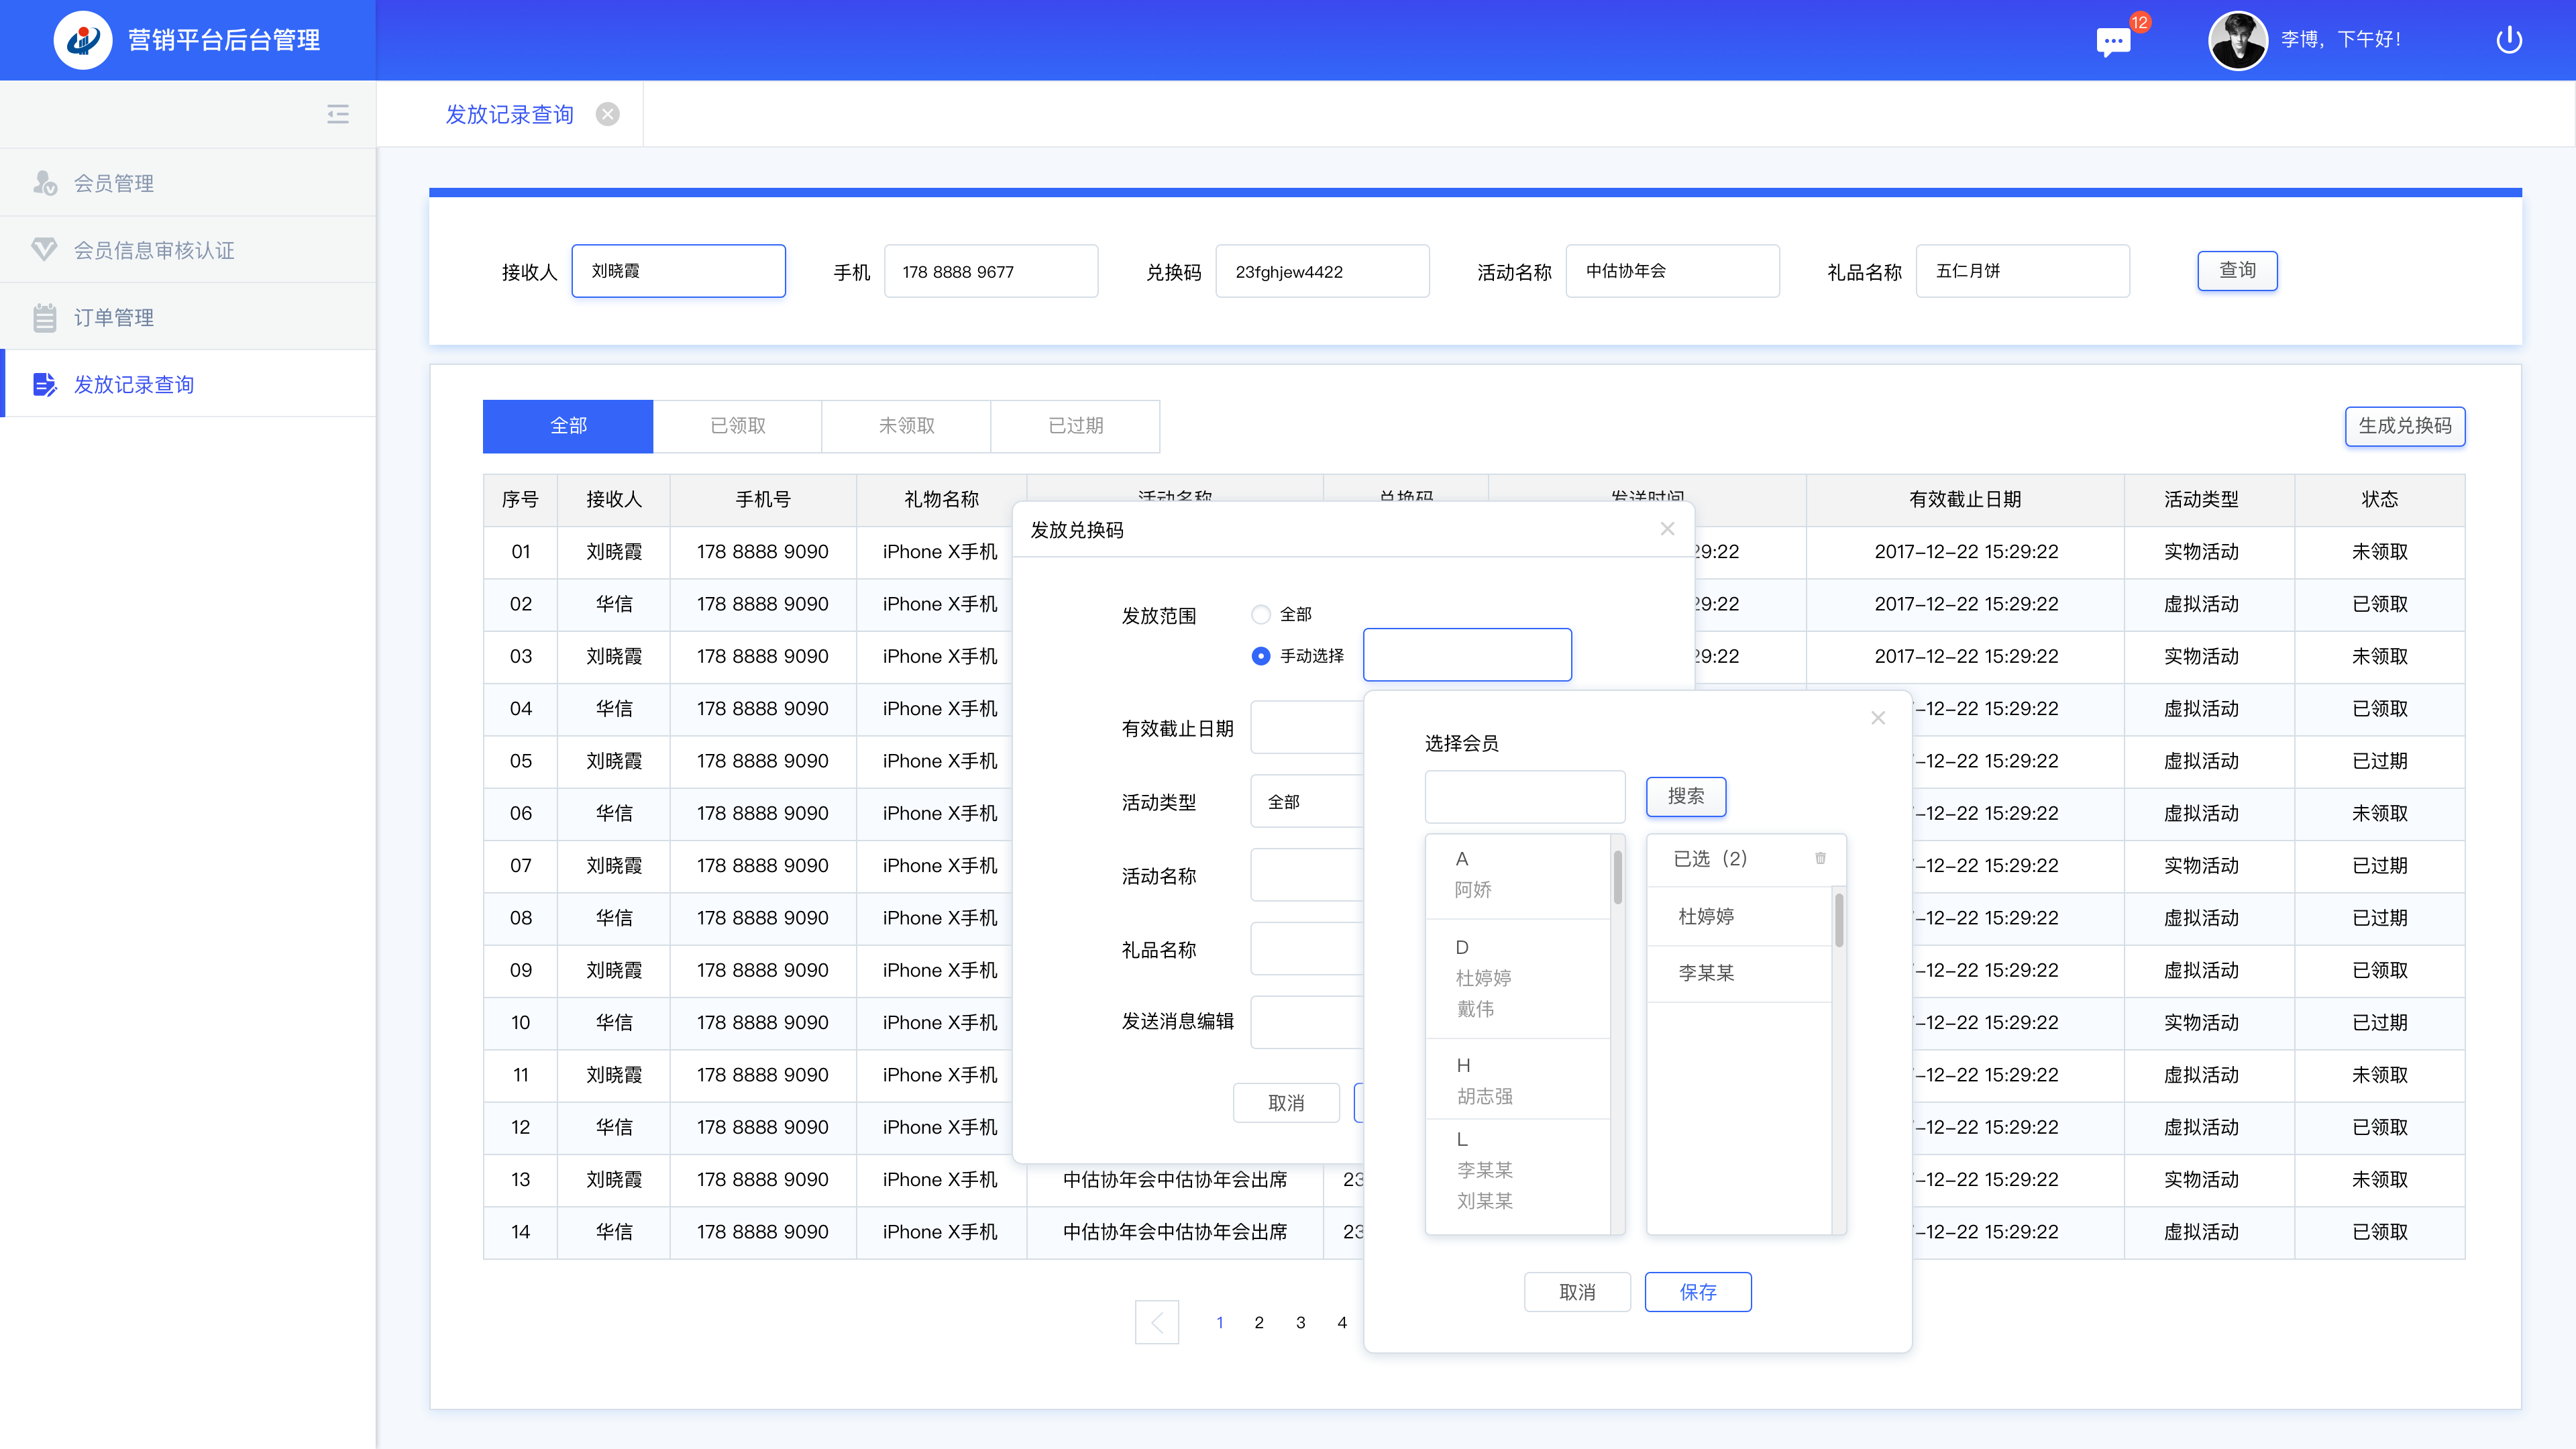 营销平台后台管理
12
李博，下午好！
发放记录查询
会员管理
会员信息审核认证
订单管理
发放记录查询
接收人 刘晓霞 手机 178 8888 9677 兑换码 23fghjew4422 活动名称 中估协年会 礼品名称 五仁月饼 查询
全部 已领取 未领取 已过期 生成兑换码
序号 接收人 手机号 礼物名称 活动名称 兑换码 发送时间 有效截止日期 活动类型 状态
01 刘晓霞 178 8888 9090 iPhone X手机 29:22 2017-12-22 15:29:22 实物活动 未领取
02 华信 178 8888 9090 iPhone X手机 29:22 2017-12-22 15:29:22 虚拟活动 已领取
03 刘晓霞 178 8888 9090 iPhone X手机 29:22 2017-12-22 15:29:22 实物活动 未领取
04 华信 178 8888 9090 iPhone X手机 -12-22 15:29:22 虚拟活动 已领取
05 刘晓霞 178 8888 9090 iPhone X手机 -12-22 15:29:22 虚拟活动 已过期
06 华信 178 8888 9090 iPhone X手机 -12-22 15:29:22 虚拟活动 未领取
07 刘晓霞 178 8888 9090 iPhone X手机 -12-22 15:29:22 实物活动 已过期
08 华信 178 8888 9090 iPhone X手机 -12-22 15:29:22 虚拟活动 已过期
09 刘晓霞 178 8888 9090 iPhone X手机 -12-22 15:29:22 虚拟活动 已领取
10 华信 178 8888 9090 iPhone X手机 -12-22 15:29:22 实物活动 已过期
11 刘晓霞 178 8888 9090 iPhone X手机 -12-22 15:29:22 虚拟活动 未领取
12 华信 178 8888 9090 iPhone X手机 -12-22 15:29:22 虚拟活动 已领取
13 刘晓霞 178 8888 9090 iPhone X手机 中估协年会中估协年会出席 23 -12-22 15:29:22 实物活动 未领取
14 华信 178 8888 9090 iPhone X手机 中估协年会中估协年会出席 23 -12-22 15:29:22 虚拟活动 已领取
1 2 3 4
发放兑换码
发放范围 全部
手动选择
有效截止日期
活动类型 全部
活动名称
礼品名称
发送消息编辑
取消
选择会员
搜索
A
阿娇
D
杜婷婷
戴伟
H
胡志强
L
李某某
刘某某
已选（2）
杜婷婷
李某某
取消 保存